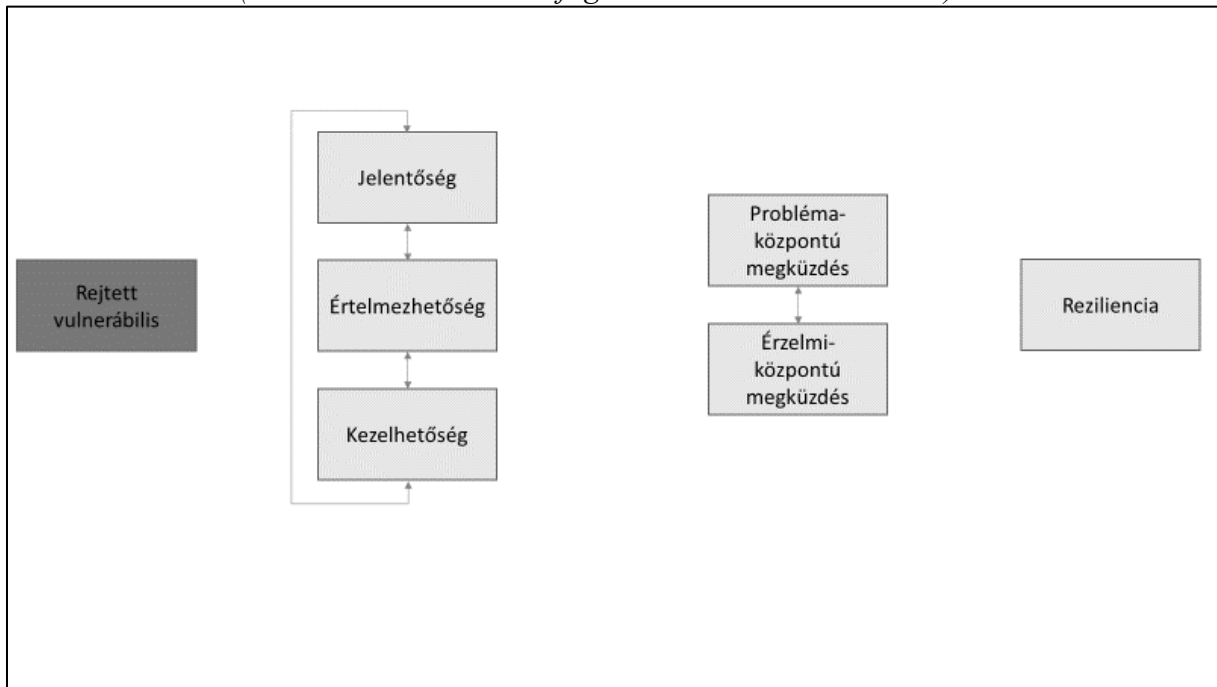 Jelentőség
Probléma-
központú
megküzdés
Rejtett
vulnerábilis
Értelmezhetőség
Reziliencia
Érzelmi-
központú
megküzdés
Kezelhetőség